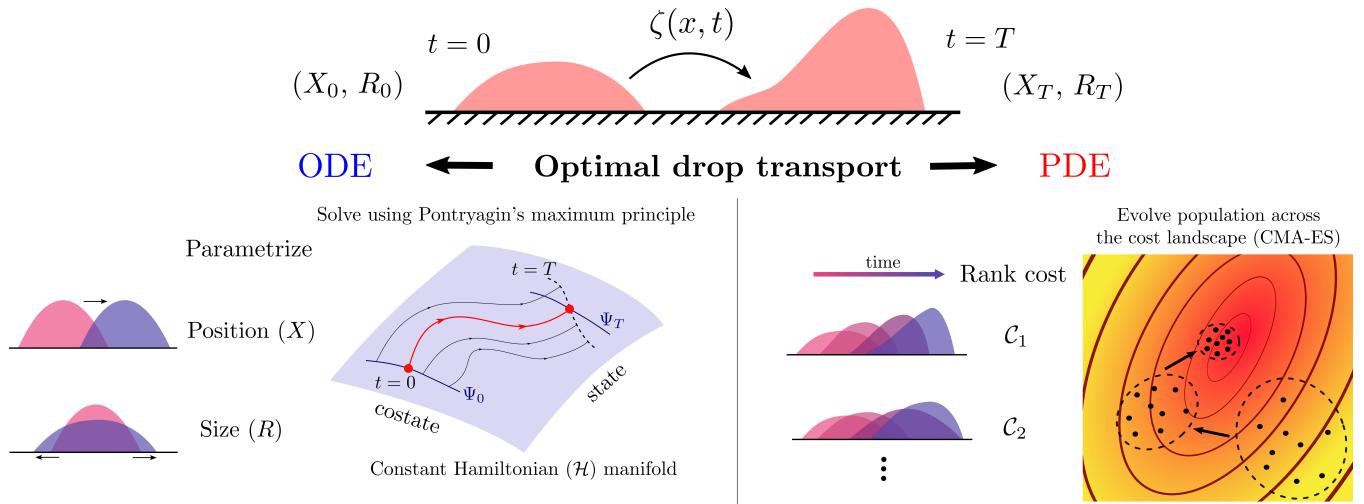 ζ(x, t)
t = 0
t = T
(X₀, R₀)
(X_T, R_T)
ODE
Optimal drop transport
PDE
Solve using Pontryagin's maximum principle
Parametrize
Position (X)
Size (R)
t = T
Ψ_T
t = 0
Ψ₀
costate
state
Constant Hamiltonian (ℋ) manifold
time
Rank cost
𝒞₁
𝒞₂
⋮
Evolve population across
the cost landscape (CMA-ES)